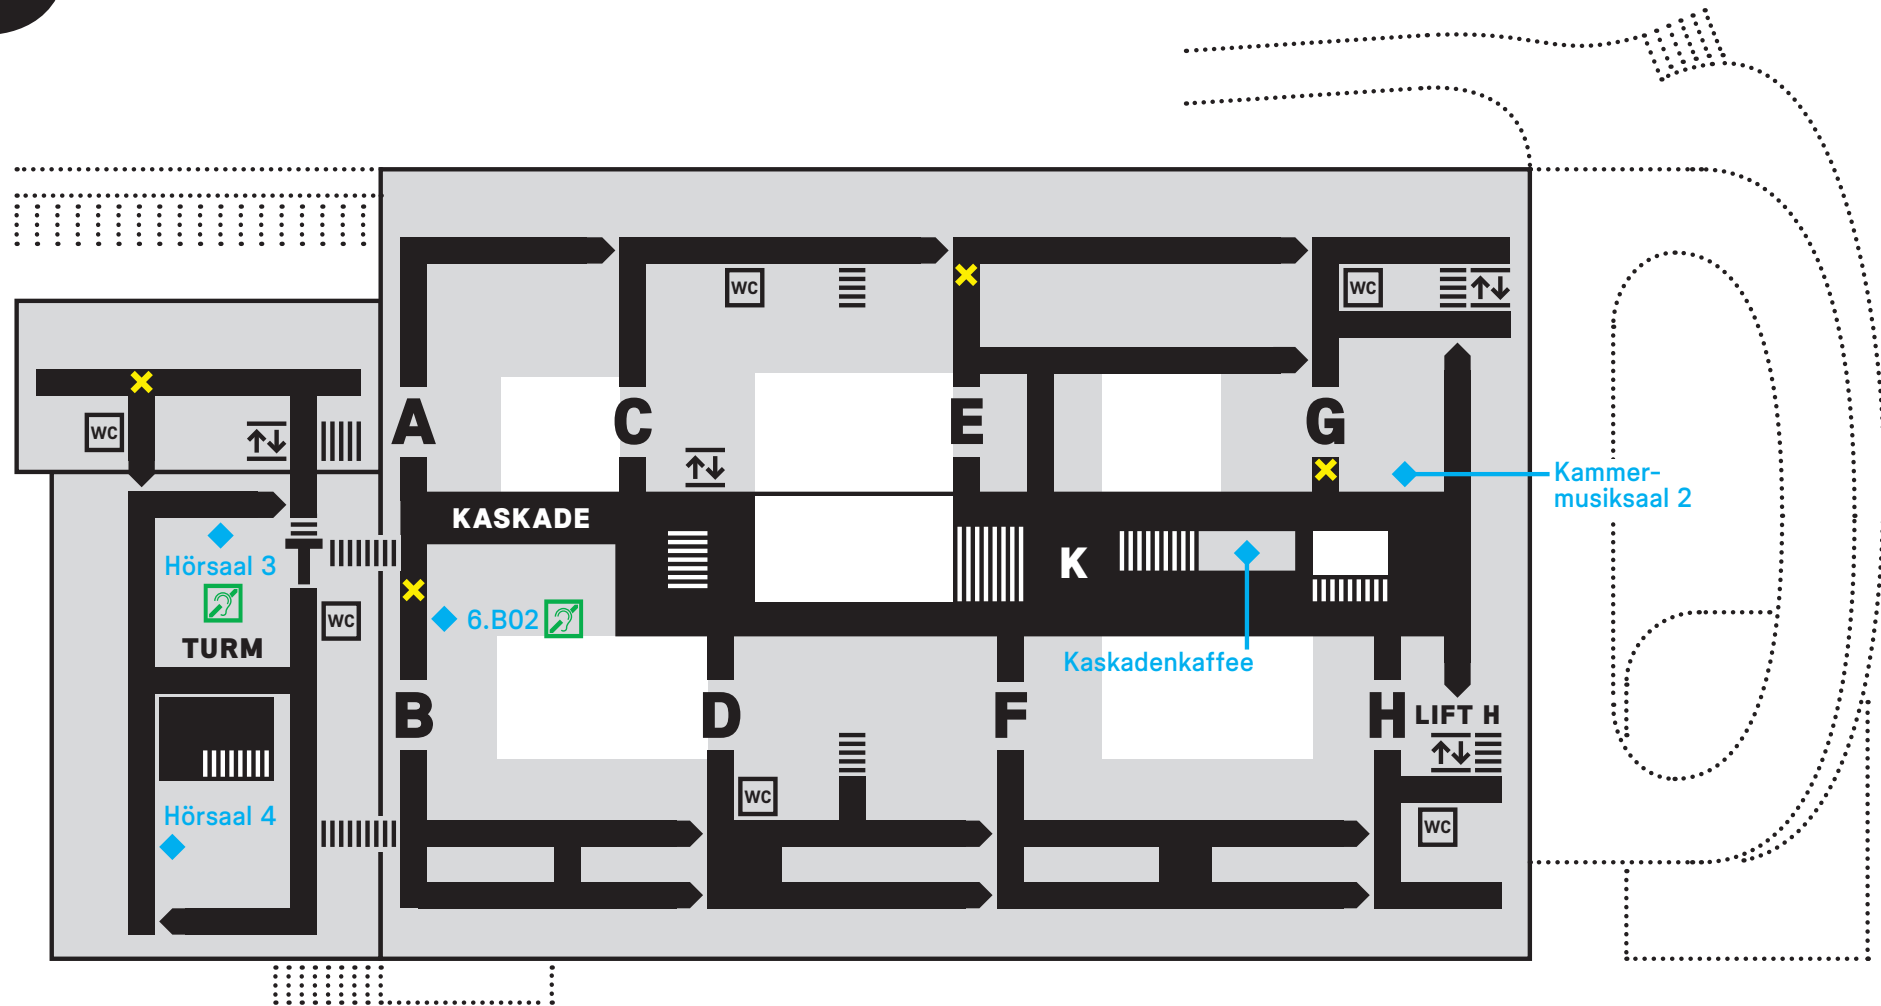 WC
WC
A
C
E
G
WC
Kammer-
musiksaal 2
KASKADE
Hörsaal 3
K
6.B02
WC
TURM
Kaskadenkaffee
B
D
F
H
LIFT H
WC
Hörsaal 4
WC